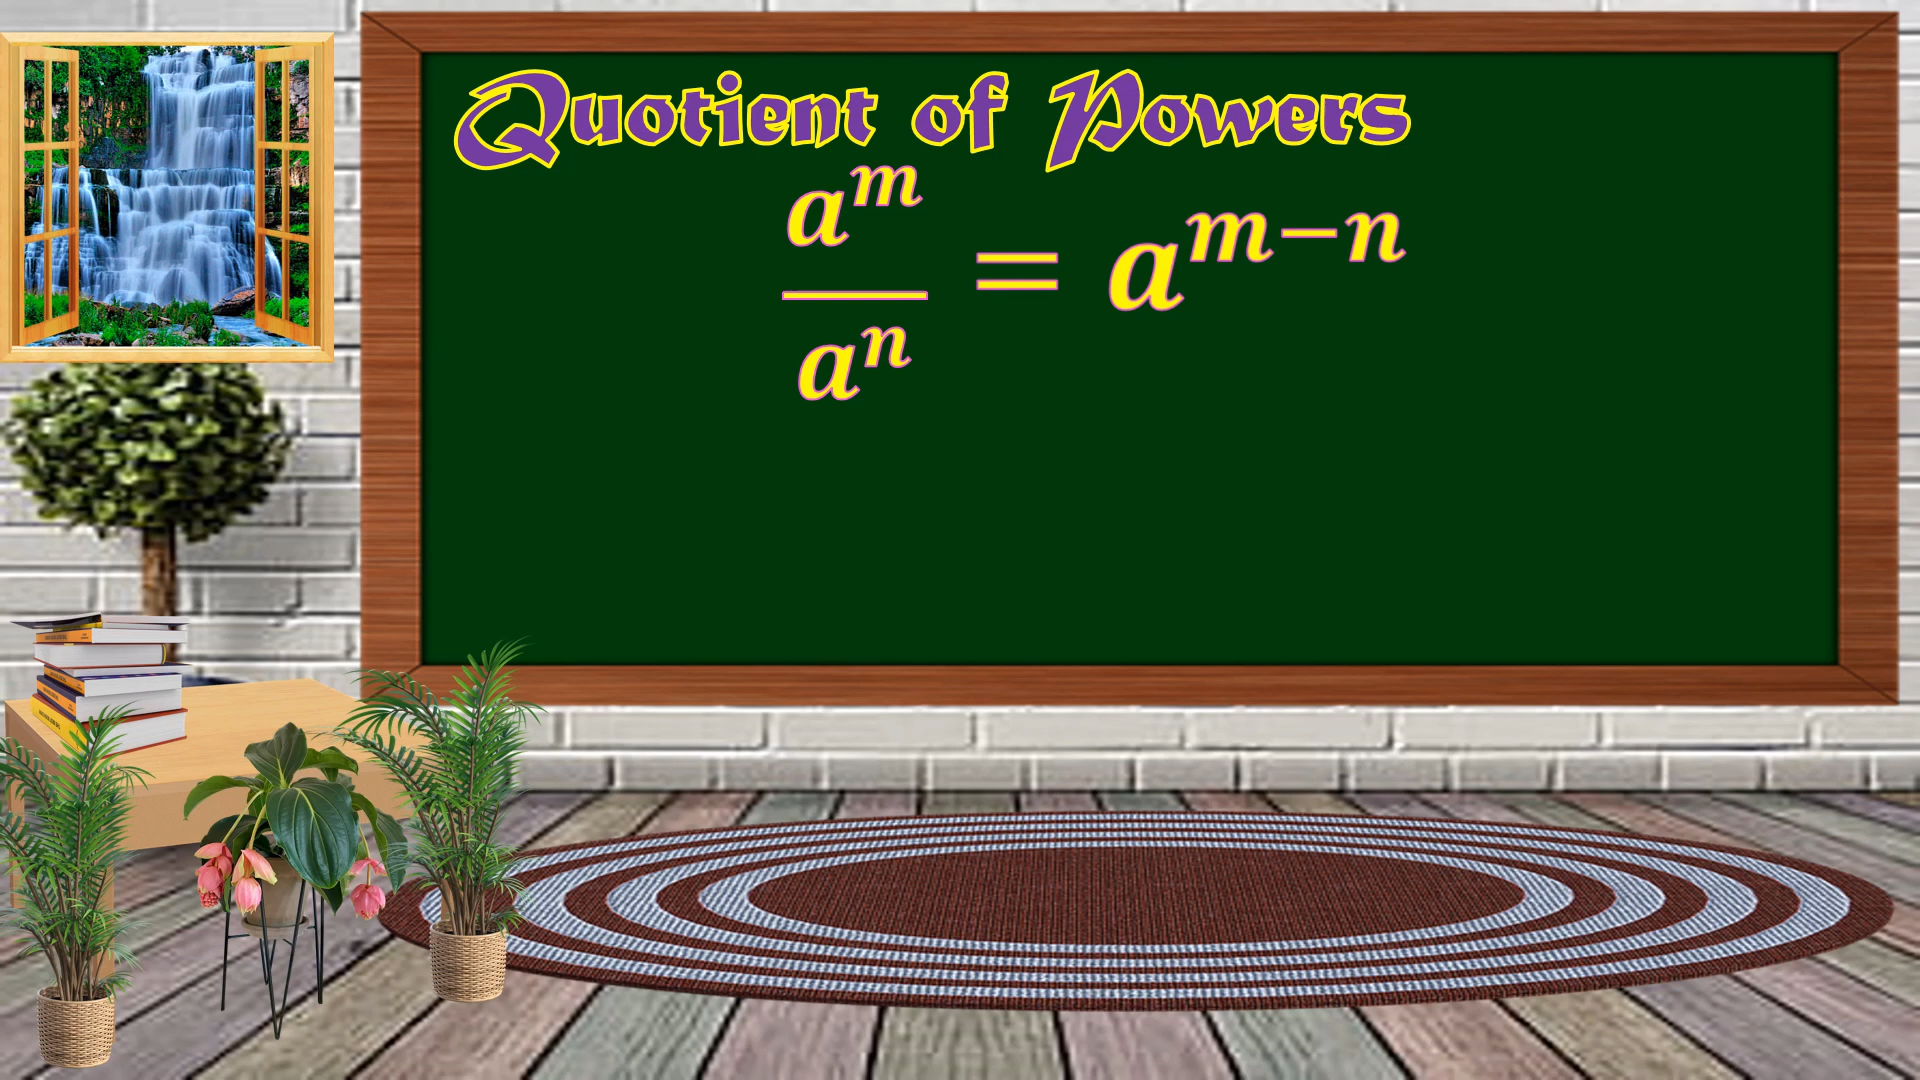 Quotient of Powers
a^m / a^n = a^{m−n}